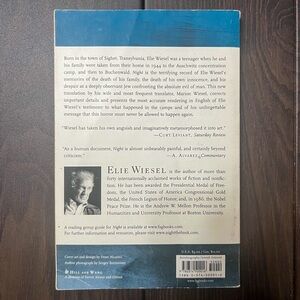 Born in the town of Sighet, Transylvania, Elie Wiesel was a teenager when he
and his family were taken from their home in 1944 to the Auschwitz concentration
camp, and then to Buchenwald. Night is the terrifying record of Elie Wiesel's
memories of the death of his family, the death of his own innocence, and his
despair as a deeply observant Jew confronting the absolute evil of man. This
new translation by his wife and most frequent translator, Marion Wiesel, corrects
important details and presents the most accurate rendering in English of Elie
Wiesel's testimony to what happened in the camps and of his unforgettable
message that this horror must never be allowed to happen again.
"Wiesel has taken his own anguish and imaginatively metamorphosed it into art."
—CURT LEVIANT, Saturday Review
"As a human document, Night is almost unbearably painful, and certainly beyond
criticism." —A. ALVAREZ, Commentary
ELIE WIESEL is the author of more
than forty internationally acclaimed works of fiction and nonfic-
tion. He has been awarded the Presidential Medal of Free-
dom, the United States of America Congressional Gold
Medal, the French Legion of Honor, and, in 1986, the Nobel
Peace Prize. He is the Andrew W. Mellon Professor in the
Humanities and University Professor at Boston University.
A reading group guide for Night is available at www.fsgbooks.com.
For further information and resources, please visit www.nightthebook.com.
HILL AND WANG